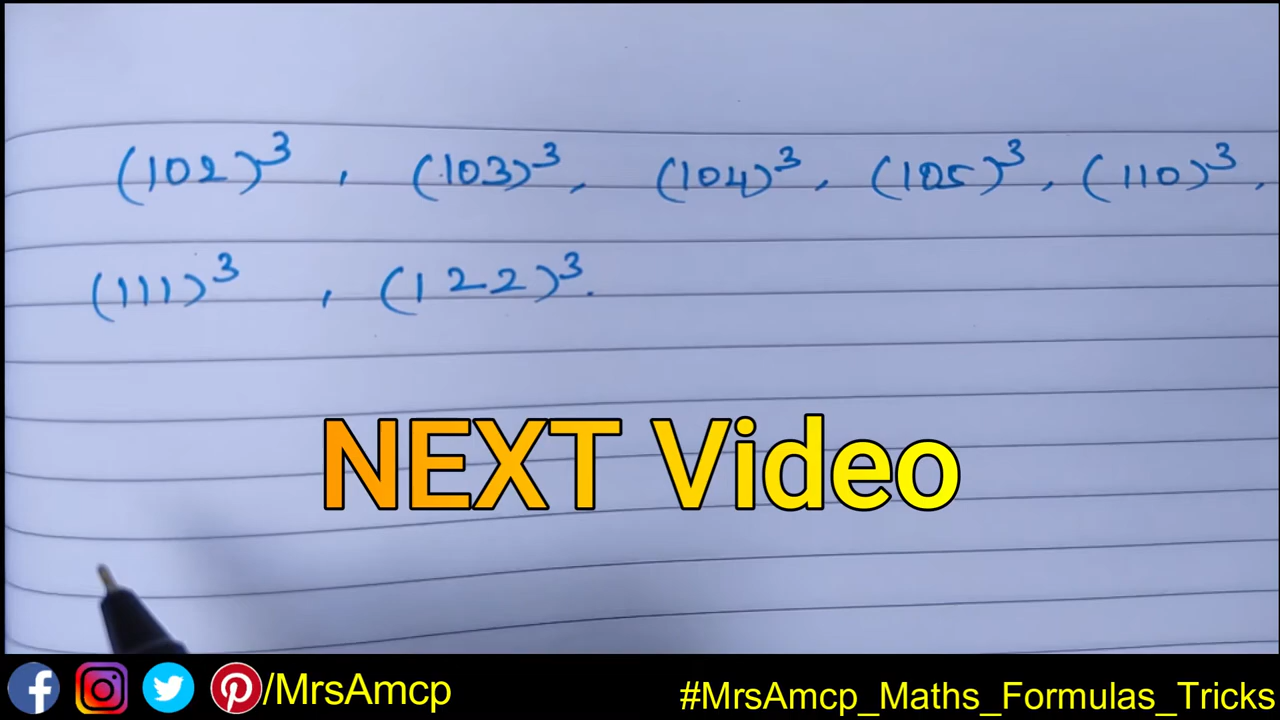 (102)³ , (103)³, (104)³, (105)³, (110)³,
(111)³ , (122)³.
NEXT Video
/MrsAmcp #MrsAmcp_Maths_Formulas_Tricks